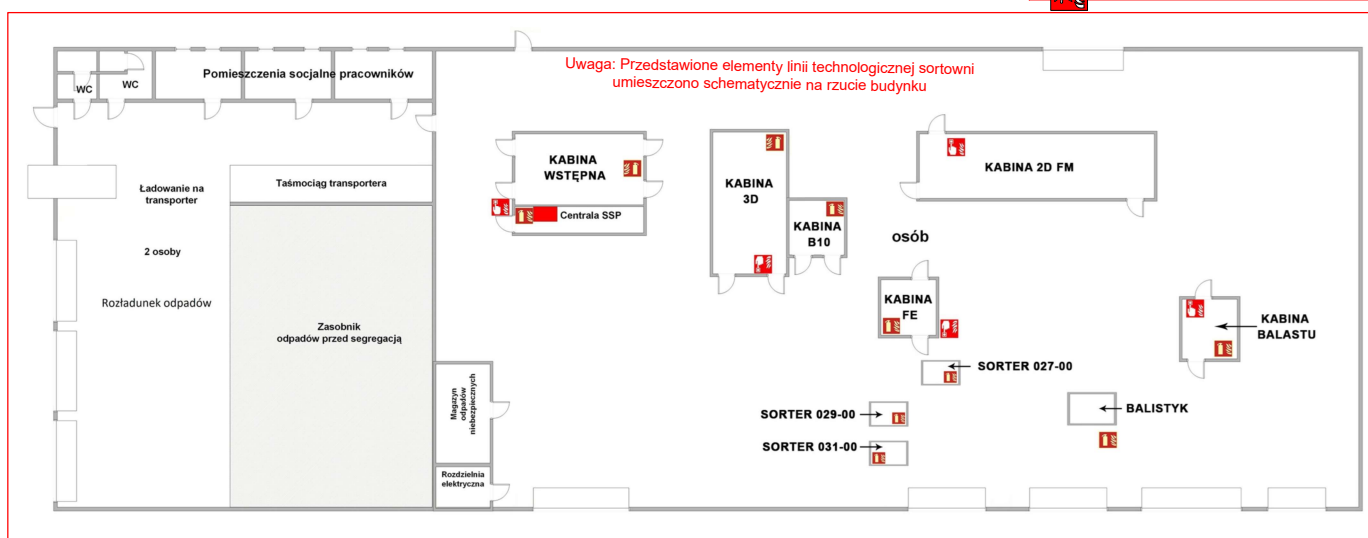 Uwaga: Przedstawione elementy linii technologicznej sortowni
umieszczono schematycznie na rzucie budynku
WC
WC
Pomieszczenia socjalne pracowników
Ładowanie na
transporter
Taśmociąg transportera
2 osoby
Rozładunek odpadów
Zasobnik
odpadów przed segregacją
KABINA
WSTĘPNA
Centrala SSP
KABINA
3D
KABINA
B10
KABINA 2D FM
osób
KABINA
FE
KABINA
BALASTU
SORTER 027-00
SORTER 029-00
BALISTYK
SORTER 031-00
Magazyn
odpadów
niebezpiecznych
Rozdzielnia
elektryczna